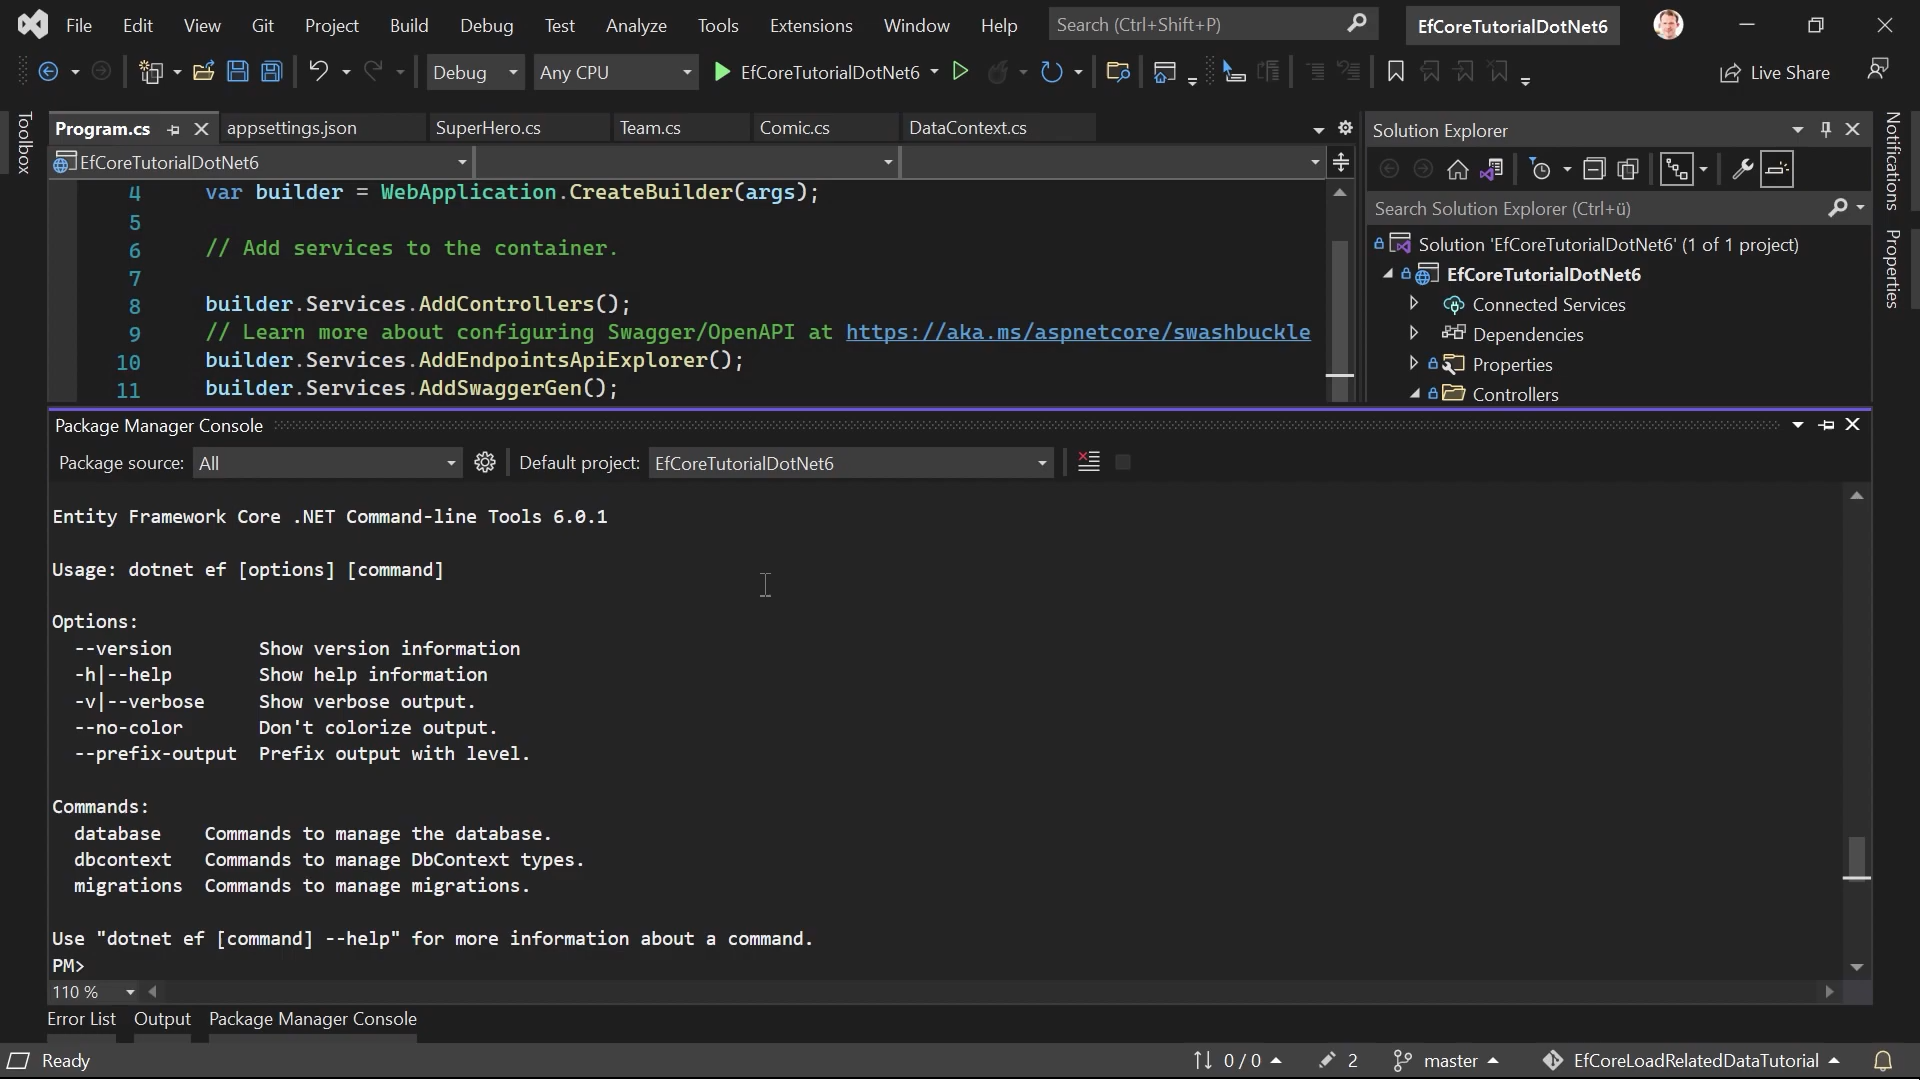 File Edit View Git Project Build Debug Test Analyze Tools Extensions Window Help Search (Ctrl+Shift+P) EfCoreTutorialDotNet6
Debug Any CPU EfCoreTutorialDotNet6 Live Share
Toolbox
Program.cs appsettings.json SuperHero.cs Team.cs Comic.cs DataContext.cs
EfCoreTutorialDotNet6
4 var builder = WebApplication.CreateBuilder(args);
5
6 // Add services to the container.
7
8 builder.Services.AddControllers();
9 // Learn more about configuring Swagger/OpenAPI at https://aka.ms/aspnetcore/swashbuckle
10 builder.Services.AddEndpointsApiExplorer();
11 builder.Services.AddSwaggerGen();
Solution Explorer
Search Solution Explorer (Ctrl+ü)
Solution 'EfCoreTutorialDotNet6' (1 of 1 project)
EfCoreTutorialDotNet6
Connected Services
Dependencies
Properties
Controllers
Notifications
Properties
Package Manager Console
Package source: All Default project: EfCoreTutorialDotNet6
Entity Framework Core .NET Command-line Tools 6.0.1
Usage: dotnet ef [options] [command]
Options:
--version Show version information
-h|--help Show help information
-v|--verbose Show verbose output.
--no-color Don't colorize output.
--prefix-output Prefix output with level.
Commands:
database Commands to manage the database.
dbcontext Commands to manage DbContext types.
migrations Commands to manage migrations.
Use "dotnet ef [command] --help" for more information about a command.
PM>
110 %
Error List Output Package Manager Console
Ready 0 / 0 2 master EfCoreLoadRelatedDataTutorial